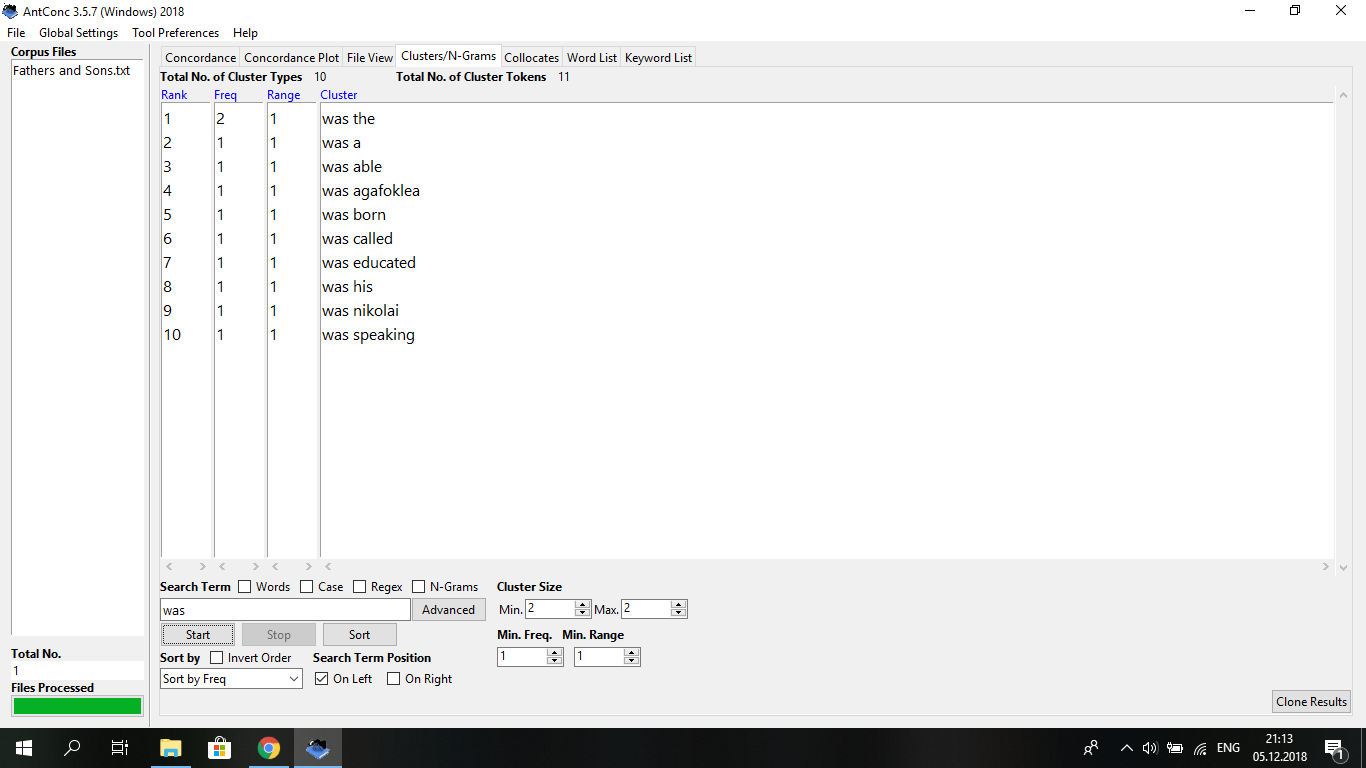 AntConc 3.5.7 (Windows) 2018
File Global Settings Tool Preferences Help
Corpus Files
Fathers and Sons.txt
Concordance Concordance Plot File View Clusters/N-Grams Collocates Word List Keyword List
Total No. of Cluster Types 10 Total No. of Cluster Tokens 11
Rank Freq Range Cluster
1 2 1 was the
2 1 1 was a
3 1 1 was able
4 1 1 was agafoklea
5 1 1 was born
6 1 1 was called
7 1 1 was educated
8 1 1 was his
9 1 1 was nikolai
10 1 1 was speaking
Search Term Words Case Regex N-Grams Cluster Size
was Advanced Min. 2 Max. 2
Start Stop Sort Min. Freq. Min. Range
1 1
Sort by Invert Order Search Term Position
Sort by Freq On Left On Right
Total No.
1
Files Processed
Clone Results
ENG 21:13
05.12.2018
1